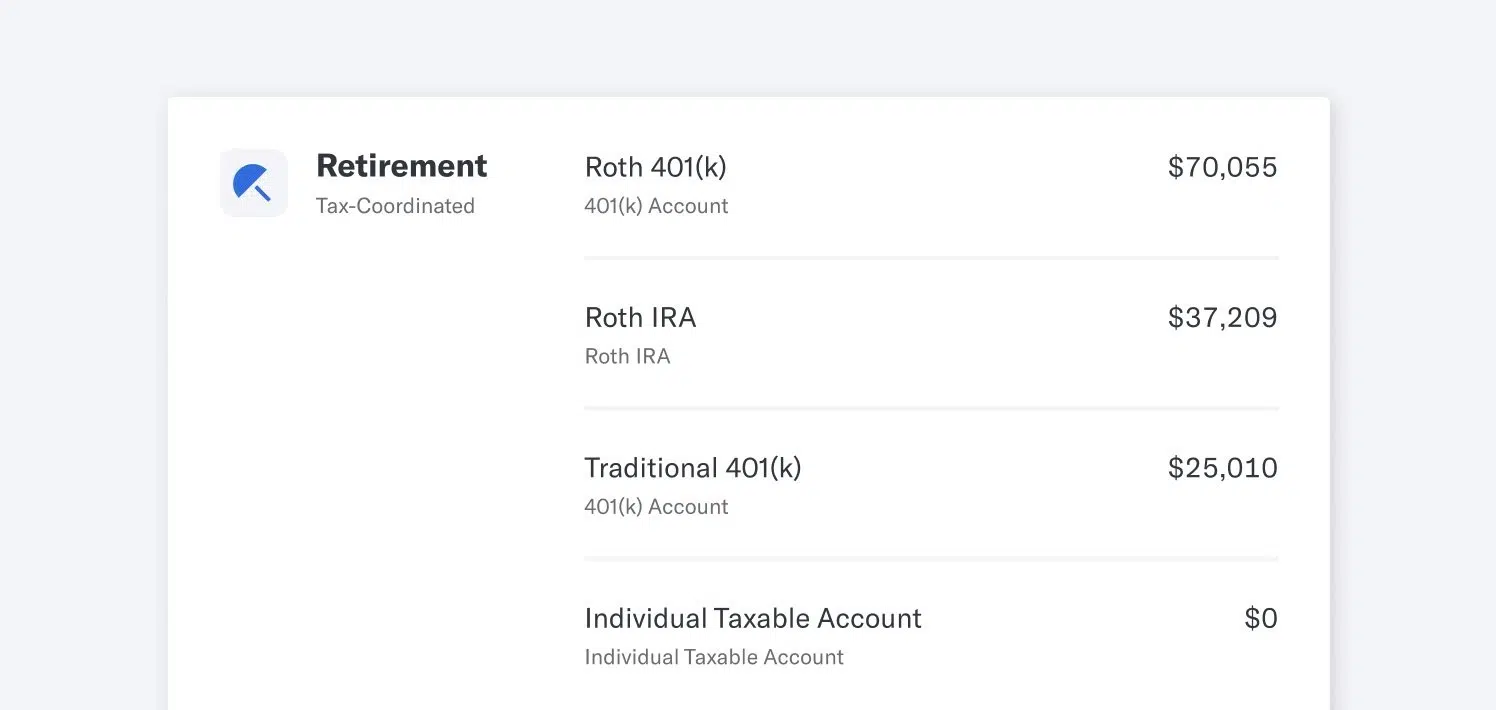 Retirement
Tax-Coordinated
Roth 401(k)
$70,055
401(k) Account
Roth IRA
$37,209
Roth IRA
Traditional 401(k)
$25,010
401(k) Account
Individual Taxable Account
$0
Individual Taxable Account